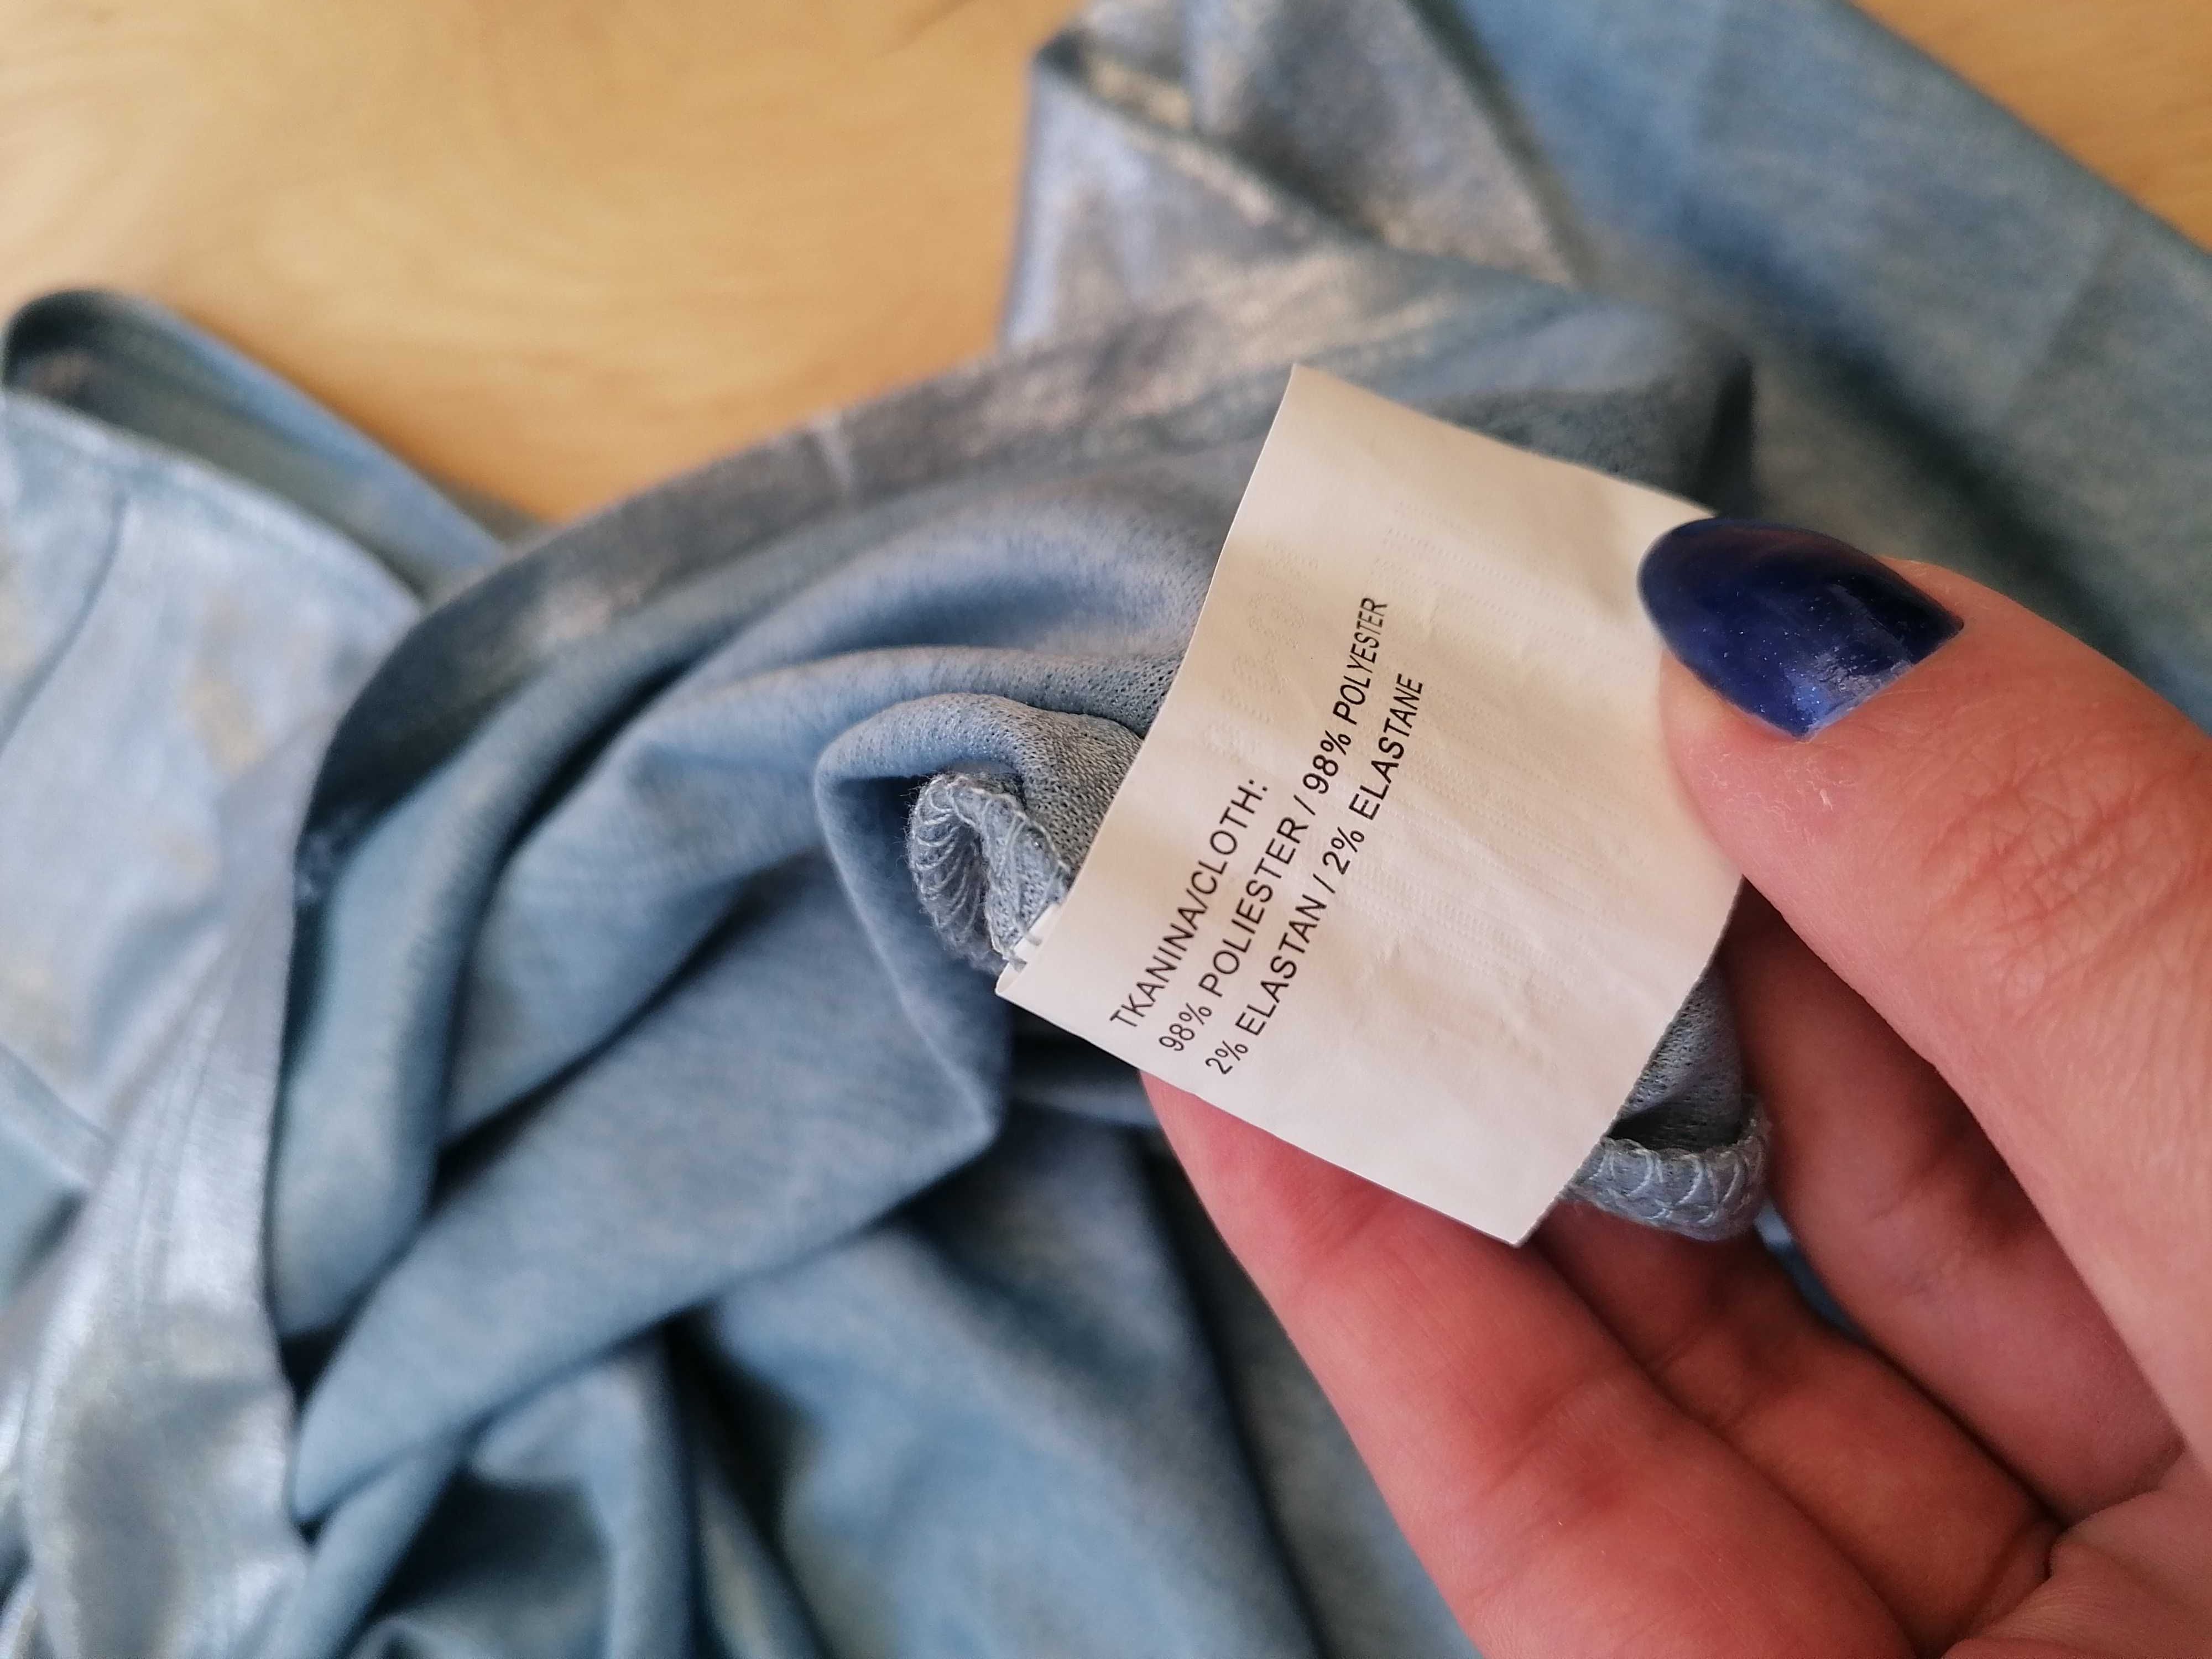 TKANINA/CLOTH:
98% POLIESTER / 98% POLYESTER
2% ELASTAN / 2% ELASTANE